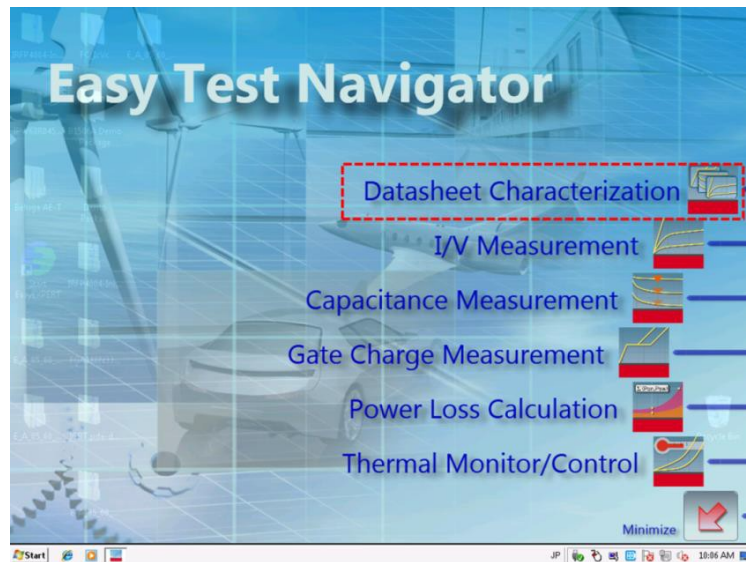 Easy Test Navigator
Datasheet Characterization
I/V Measurement
Capacitance Measurement
Gate Charge Measurement
Power Loss Calculation
Thermal Monitor/Control
Minimize
Start
JP
10:06 AM